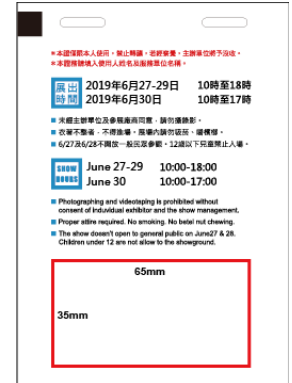 ■本證僅限本人使用，禁止轉讓，若經察覺，主辦單位將予沒收。
■本證應騰填入使用人姓名及服務單位名稱。
展出時間
2019年6月27-29日 10時至18時
2019年6月30日 10時至17時
■ 未經主辦單位及參展廠商同意，請勿攝錄影。
■ 衣著不整者，不得進場，展場內請勿吸菸、嚼檳榔。
■ 6/27及6/28不開放一般民眾參觀。12歲以下兒童禁止入場。
SHOW HOURS
June 27-29 10:00-18:00
June 30 10:00-17:00
■ Photographing and videotaping is prohibited without
consent of induvidual exhibitor and the show management.
■ Proper attire required. No smoking. No betel nut chewing.
■ The show doesn't open to general public on June27 & 28.
Children under 12 are not allow to the showground.
65mm
35mm